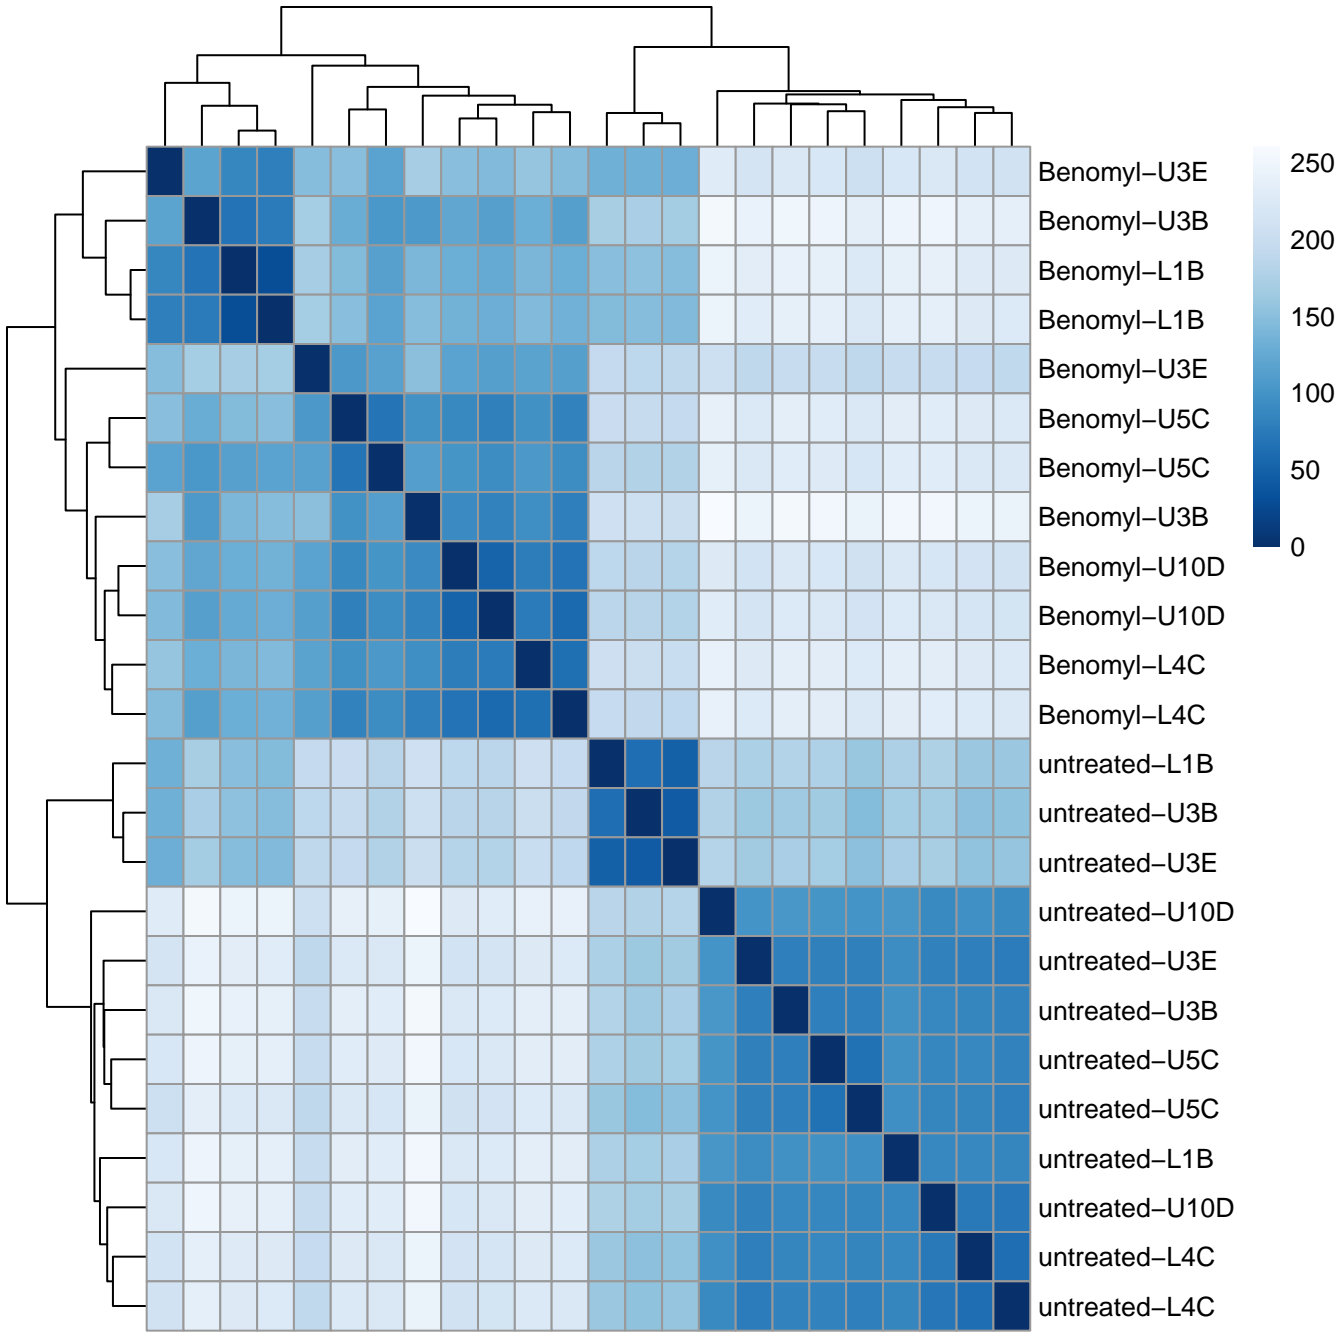 Benomyl−U3E
Benomyl−U3B
Benomyl−L1B
Benomyl−L1B
Benomyl−U3E
Benomyl−U5C
Benomyl−U5C
Benomyl−U3B
Benomyl−U10D
Benomyl−U10D
Benomyl−L4C
Benomyl−L4C
untreated−L1B
untreated−U3B
untreated−U3E
untreated−U10D
untreated−U3E
untreated−U3B
untreated−U5C
untreated−U5C
untreated−L1B
untreated−U10D
untreated−L4C
untreated−L4C
250
200
150
100
50
0